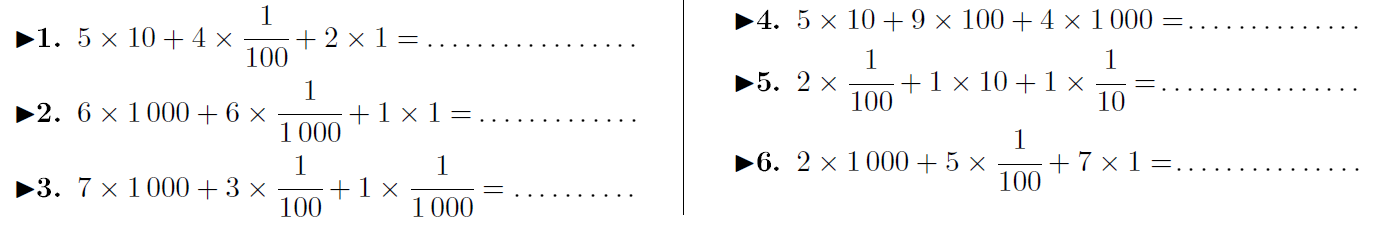 ▶1. 5 × 10 + 4 × 1/100 + 2 × 1 = .................
▶2. 6 × 1 000 + 6 × 1/1 000 + 1 × 1 = .............
▶3. 7 × 1 000 + 3 × 1/100 + 1 × 1/1 000 = ..........
▶4. 5 × 10 + 9 × 100 + 4 × 1 000 = ..............
▶5. 2 × 1/100 + 1 × 10 + 1 × 1/10 = ................
▶6. 2 × 1 000 + 5 × 1/100 + 7 × 1 = ...............